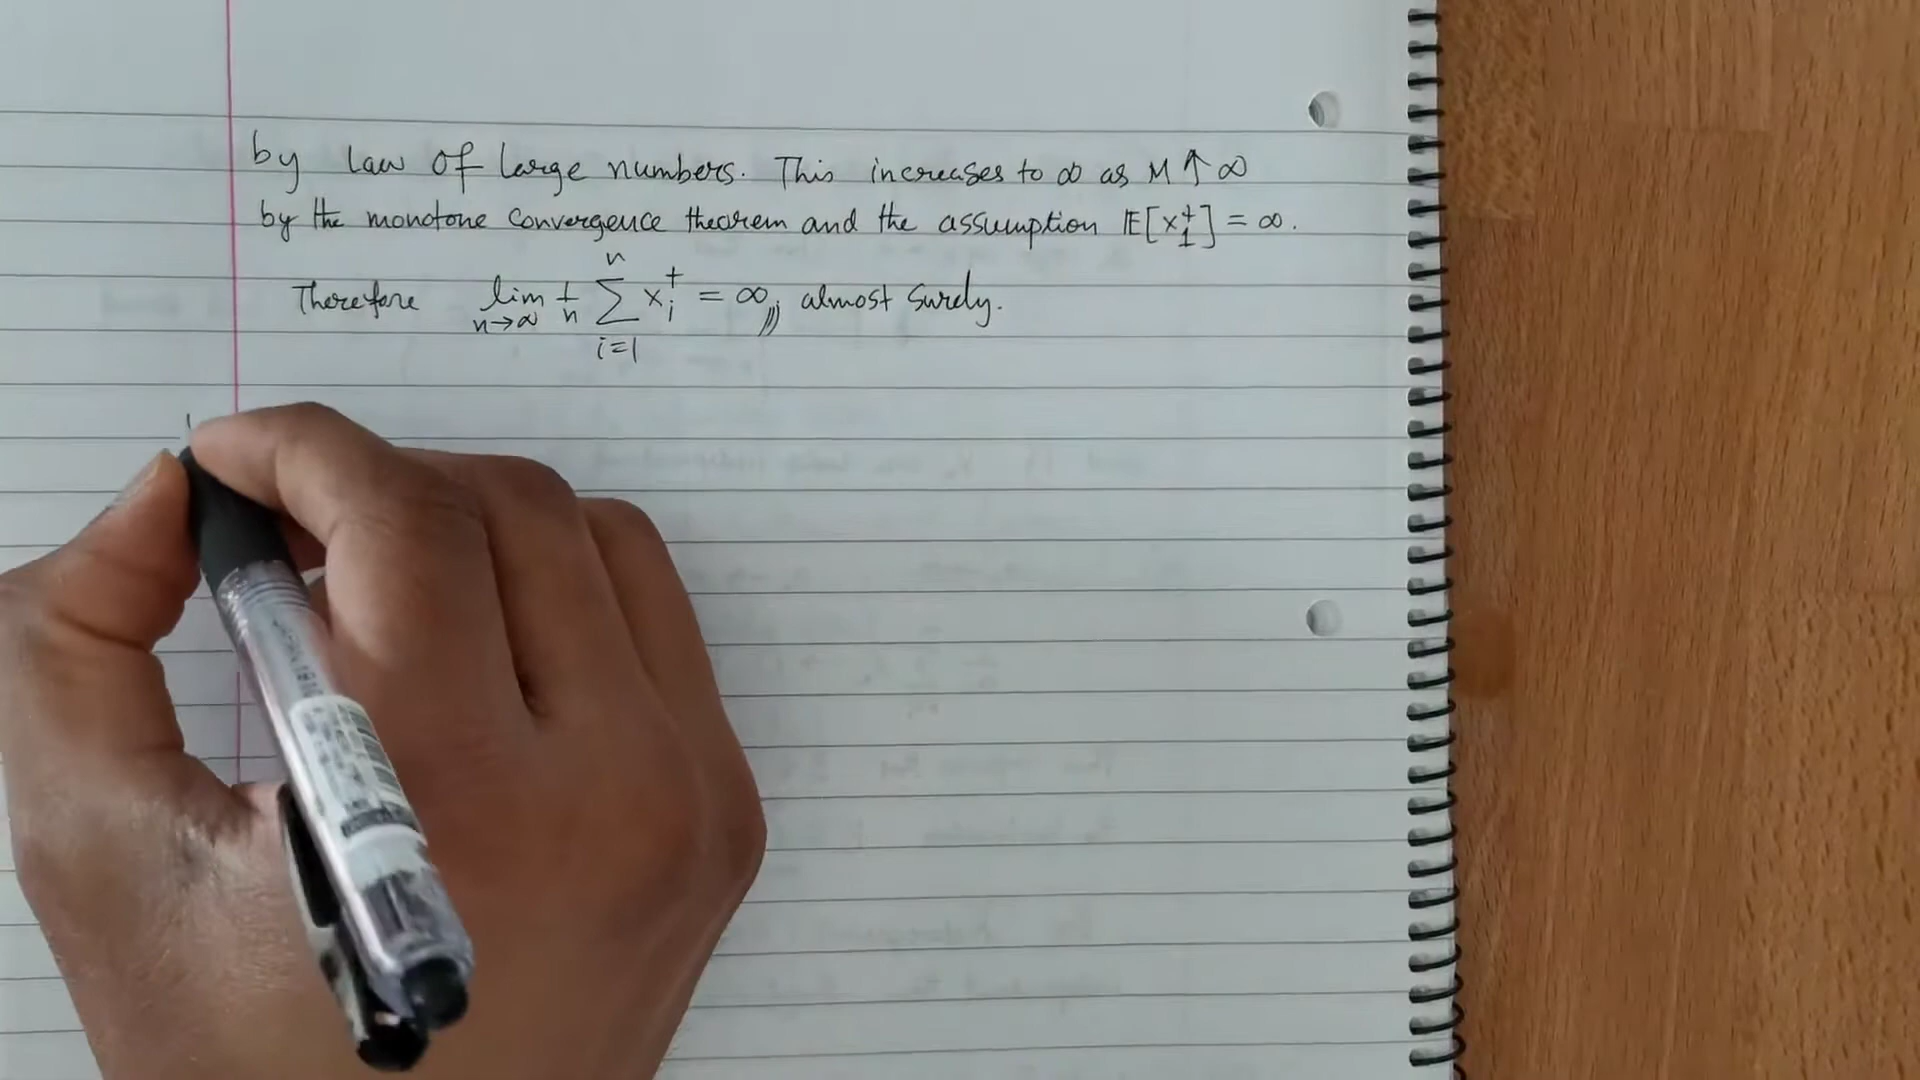 by law of large numbers. This increases to ∞ as M ↑ ∞
by the monotone convergence theorem and the assumption 𝔼[X₁⁺] = ∞.
Therefore lim_{n→∞} 1/n ∑_{i=1}^{n} X_i⁺ = ∞, almost surely.